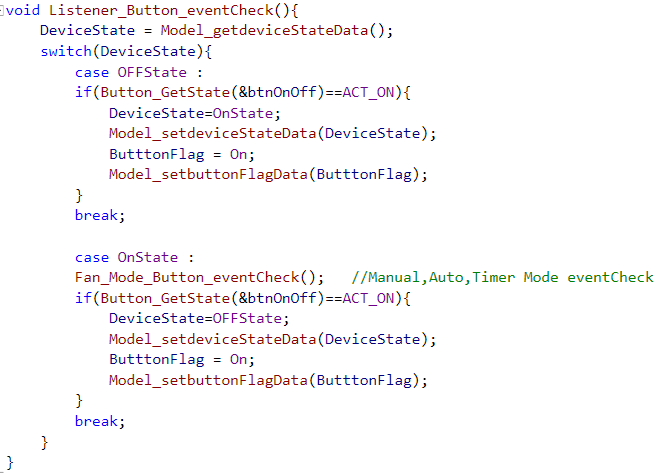 void Listener_Button_eventCheck(){
DeviceState = Model_getdeviceStateData();
switch(DeviceState){
case OFFState :
if(Button_GetState(&btnOnOff)==ACT_ON){
DeviceState=OnState;
Model_setdeviceStateData(DeviceState);
ButttonFlag = On;
Model_setbuttonFlagData(ButttonFlag);
}
break;
case OnState :
Fan_Mode_Button_eventCheck();   //Manual,Auto,Timer Mode eventCheck
if(Button_GetState(&btnOnOff)==ACT_ON){
DeviceState=OFFState;
Model_setdeviceStateData(DeviceState);
ButttonFlag = On;
Model_setbuttonFlagData(ButttonFlag);
}
break;
}
}